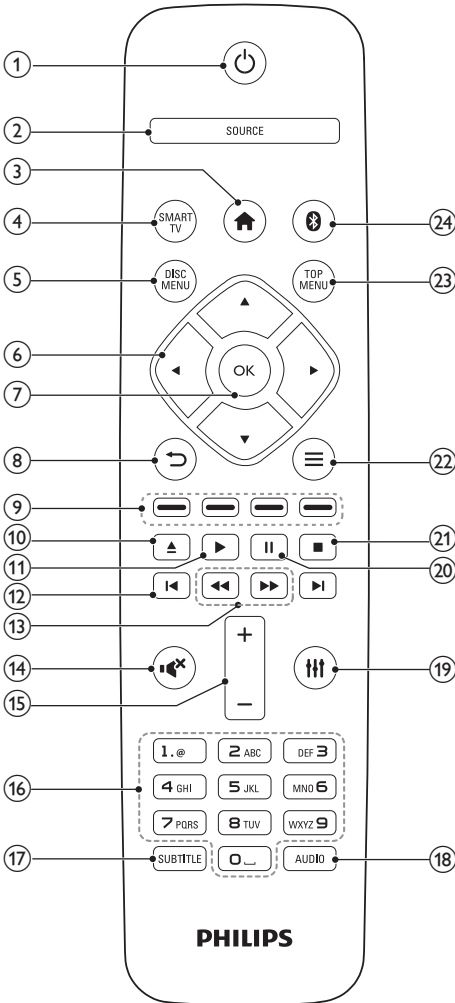 1
2 SOURCE
3
4 SMART TV 24
5 DISC MENU TOP MENU 23
6
7 OK
8 22
9
10 21
11 20
12
13
+
14 19
15
−
1.@ 2 ABC DEF 3
16 4 GHI 5 JKL MNO 6
7 PQRS 8 TUV WXYZ 9
17 SUBTITLE 0 AUDIO 18
PHILIPS